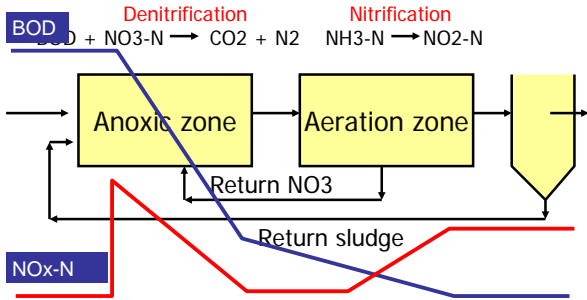 Denitrification Nitrification
BOD
BOD + NO3-N CO2 + N2 NH3-N NO2-N
Anoxic zone Aeration zone
Return NO3
Return sludge
NOx-N